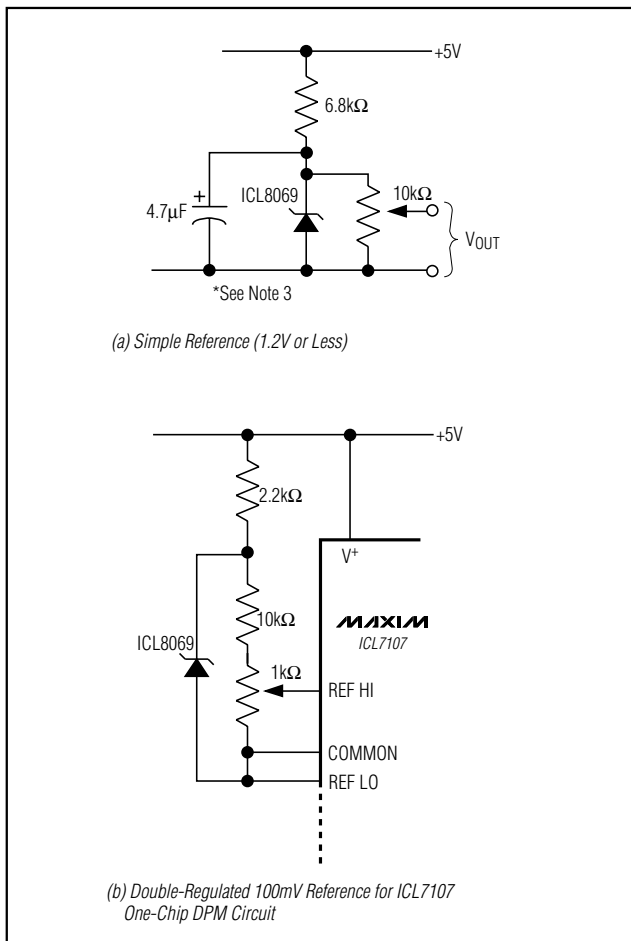 +5V
6.8kΩ
+
4.7μF
ICL8069
10kΩ
VOUT
*See Note 3
(a) Simple Reference (1.2V or Less)
+5V
2.2kΩ
V+
10kΩ
MAXIM
ICL7107
ICL8069
1kΩ
REF HI
COMMON
REF LO
(b) Double-Regulated 100mV Reference for ICL7107
One-Chip DPM Circuit